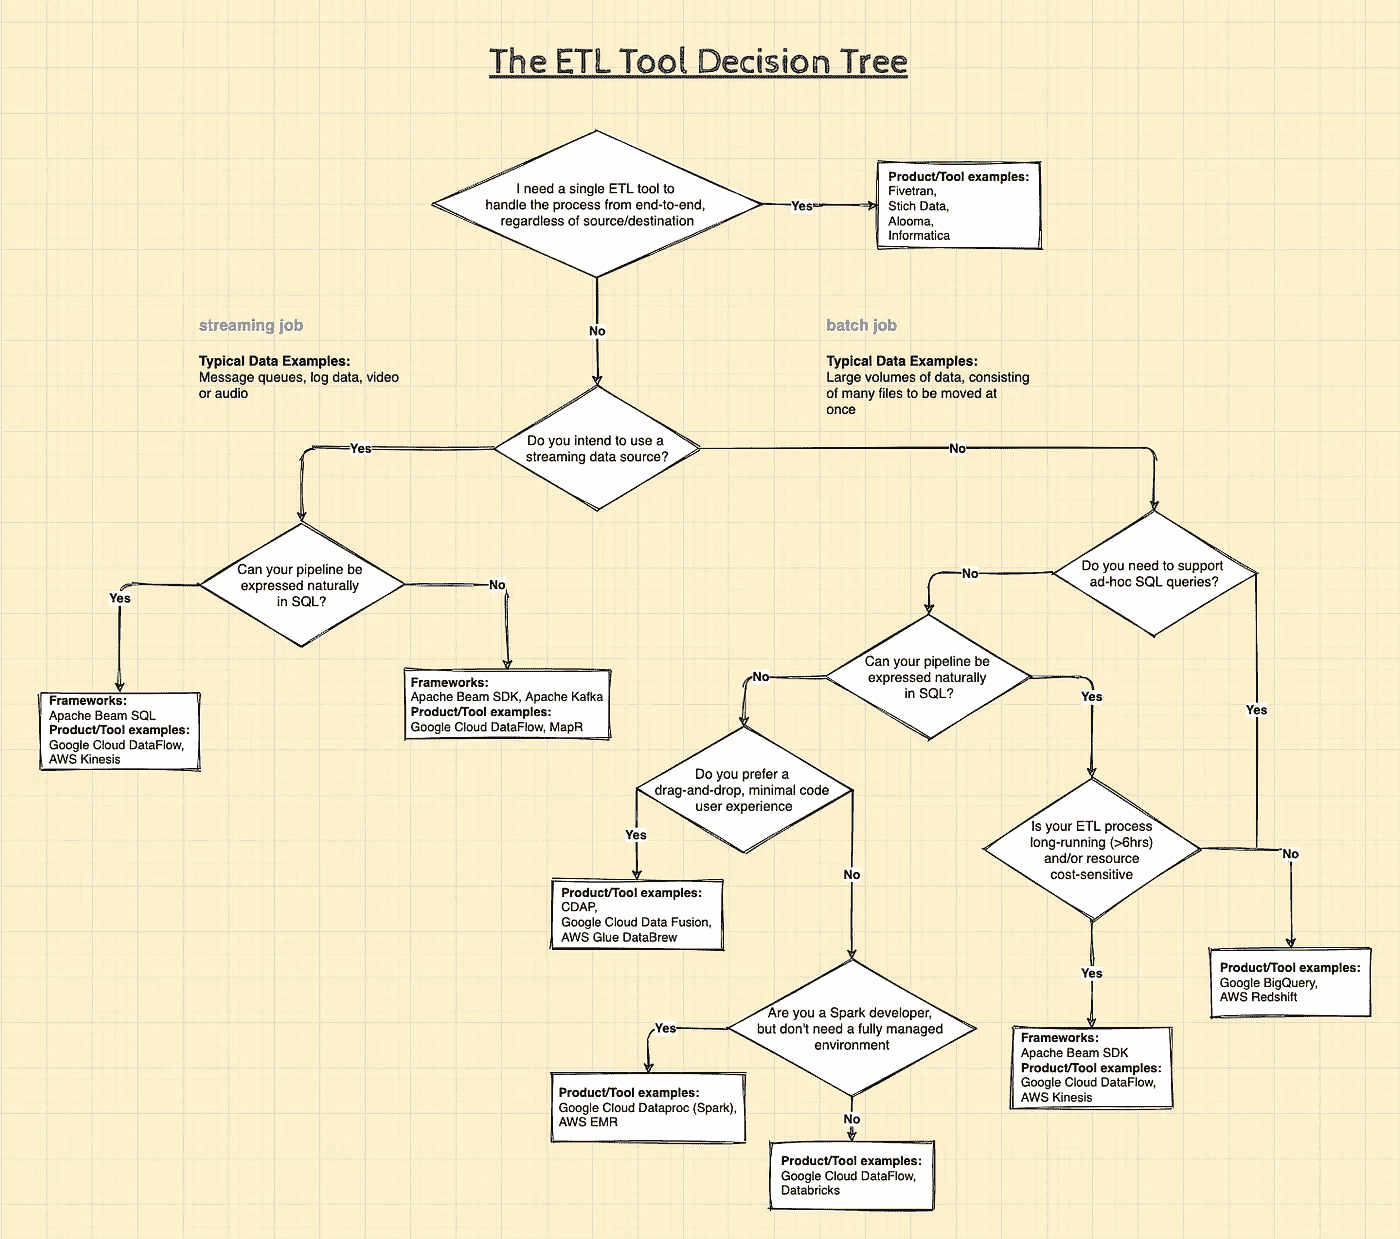 The ETL Tool Decision Tree
I need a single ETL tool to
handle the process from end-to-end,
regardless of source/destination
Yes
Product/Tool examples:
Fivetran,
Stich Data,
Alooma,
Informatica
No
streaming job
Typical Data Examples:
Message queues, log data, video
or audio
batch job
Typical Data Examples:
Large volumes of data, consisting
of many files to be moved at
once
Do you intend to use a
streaming data source?
Yes
No
Can your pipeline be
expressed naturally
in SQL?
Yes
No
Frameworks:
Apache Beam SQL
Product/Tool examples:
Google Cloud DataFlow,
AWS Kinesis
Frameworks:
Apache Beam SDK, Apache Kafka
Product/Tool examples:
Google Cloud DataFlow, MapR
Do you need to support
ad-hoc SQL queries?
No
Yes
Can your pipeline be
expressed naturally
in SQL?
No
Yes
Do you prefer a
drag-and-drop, minimal code
user experience
Yes
No
Product/Tool examples:
CDAP,
Google Cloud Data Fusion,
AWS Glue DataBrew
Is your ETL process
long-running (>6hrs)
and/or resource
cost-sensitive
No
Yes
Product/Tool examples:
Google BigQuery,
AWS Redshift
Frameworks:
Apache Beam SDK
Product/Tool examples:
Google Cloud DataFlow,
AWS Kinesis
Are you a Spark developer,
but don't need a fully managed
environment
Yes
No
Product/Tool examples:
Google Cloud Dataproc (Spark),
AWS EMR
Product/Tool examples:
Google Cloud DataFlow,
Databricks